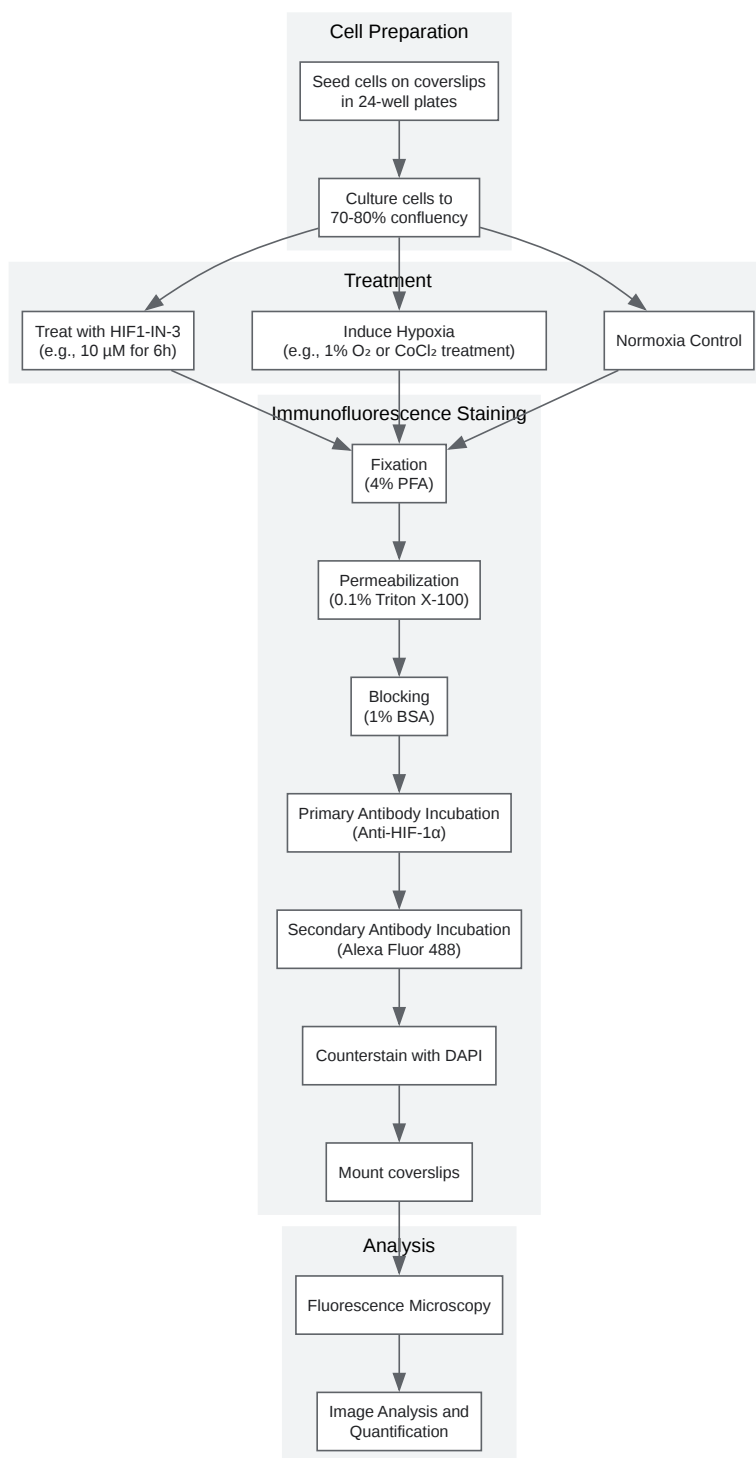 Cell Preparation
Seed cells on coverslips
in 24-well plates
Culture cells to
70-80% confluency
Treatment
Treat with HIF1-IN-3
(e.g., 10 µM for 6h)
Induce Hypoxia
(e.g., 1% O₂ or CoCl₂ treatment)
Normoxia Control
Immunofluorescence Staining
Fixation
(4% PFA)
Permeabilization
(0.1% Triton X-100)
Blocking
(1% BSA)
Primary Antibody Incubation
(Anti-HIF-1α)
Secondary Antibody Incubation
(Alexa Fluor 488)
Counterstain with DAPI
Mount coverslips
Analysis
Fluorescence Microscopy
Image Analysis and
Quantification